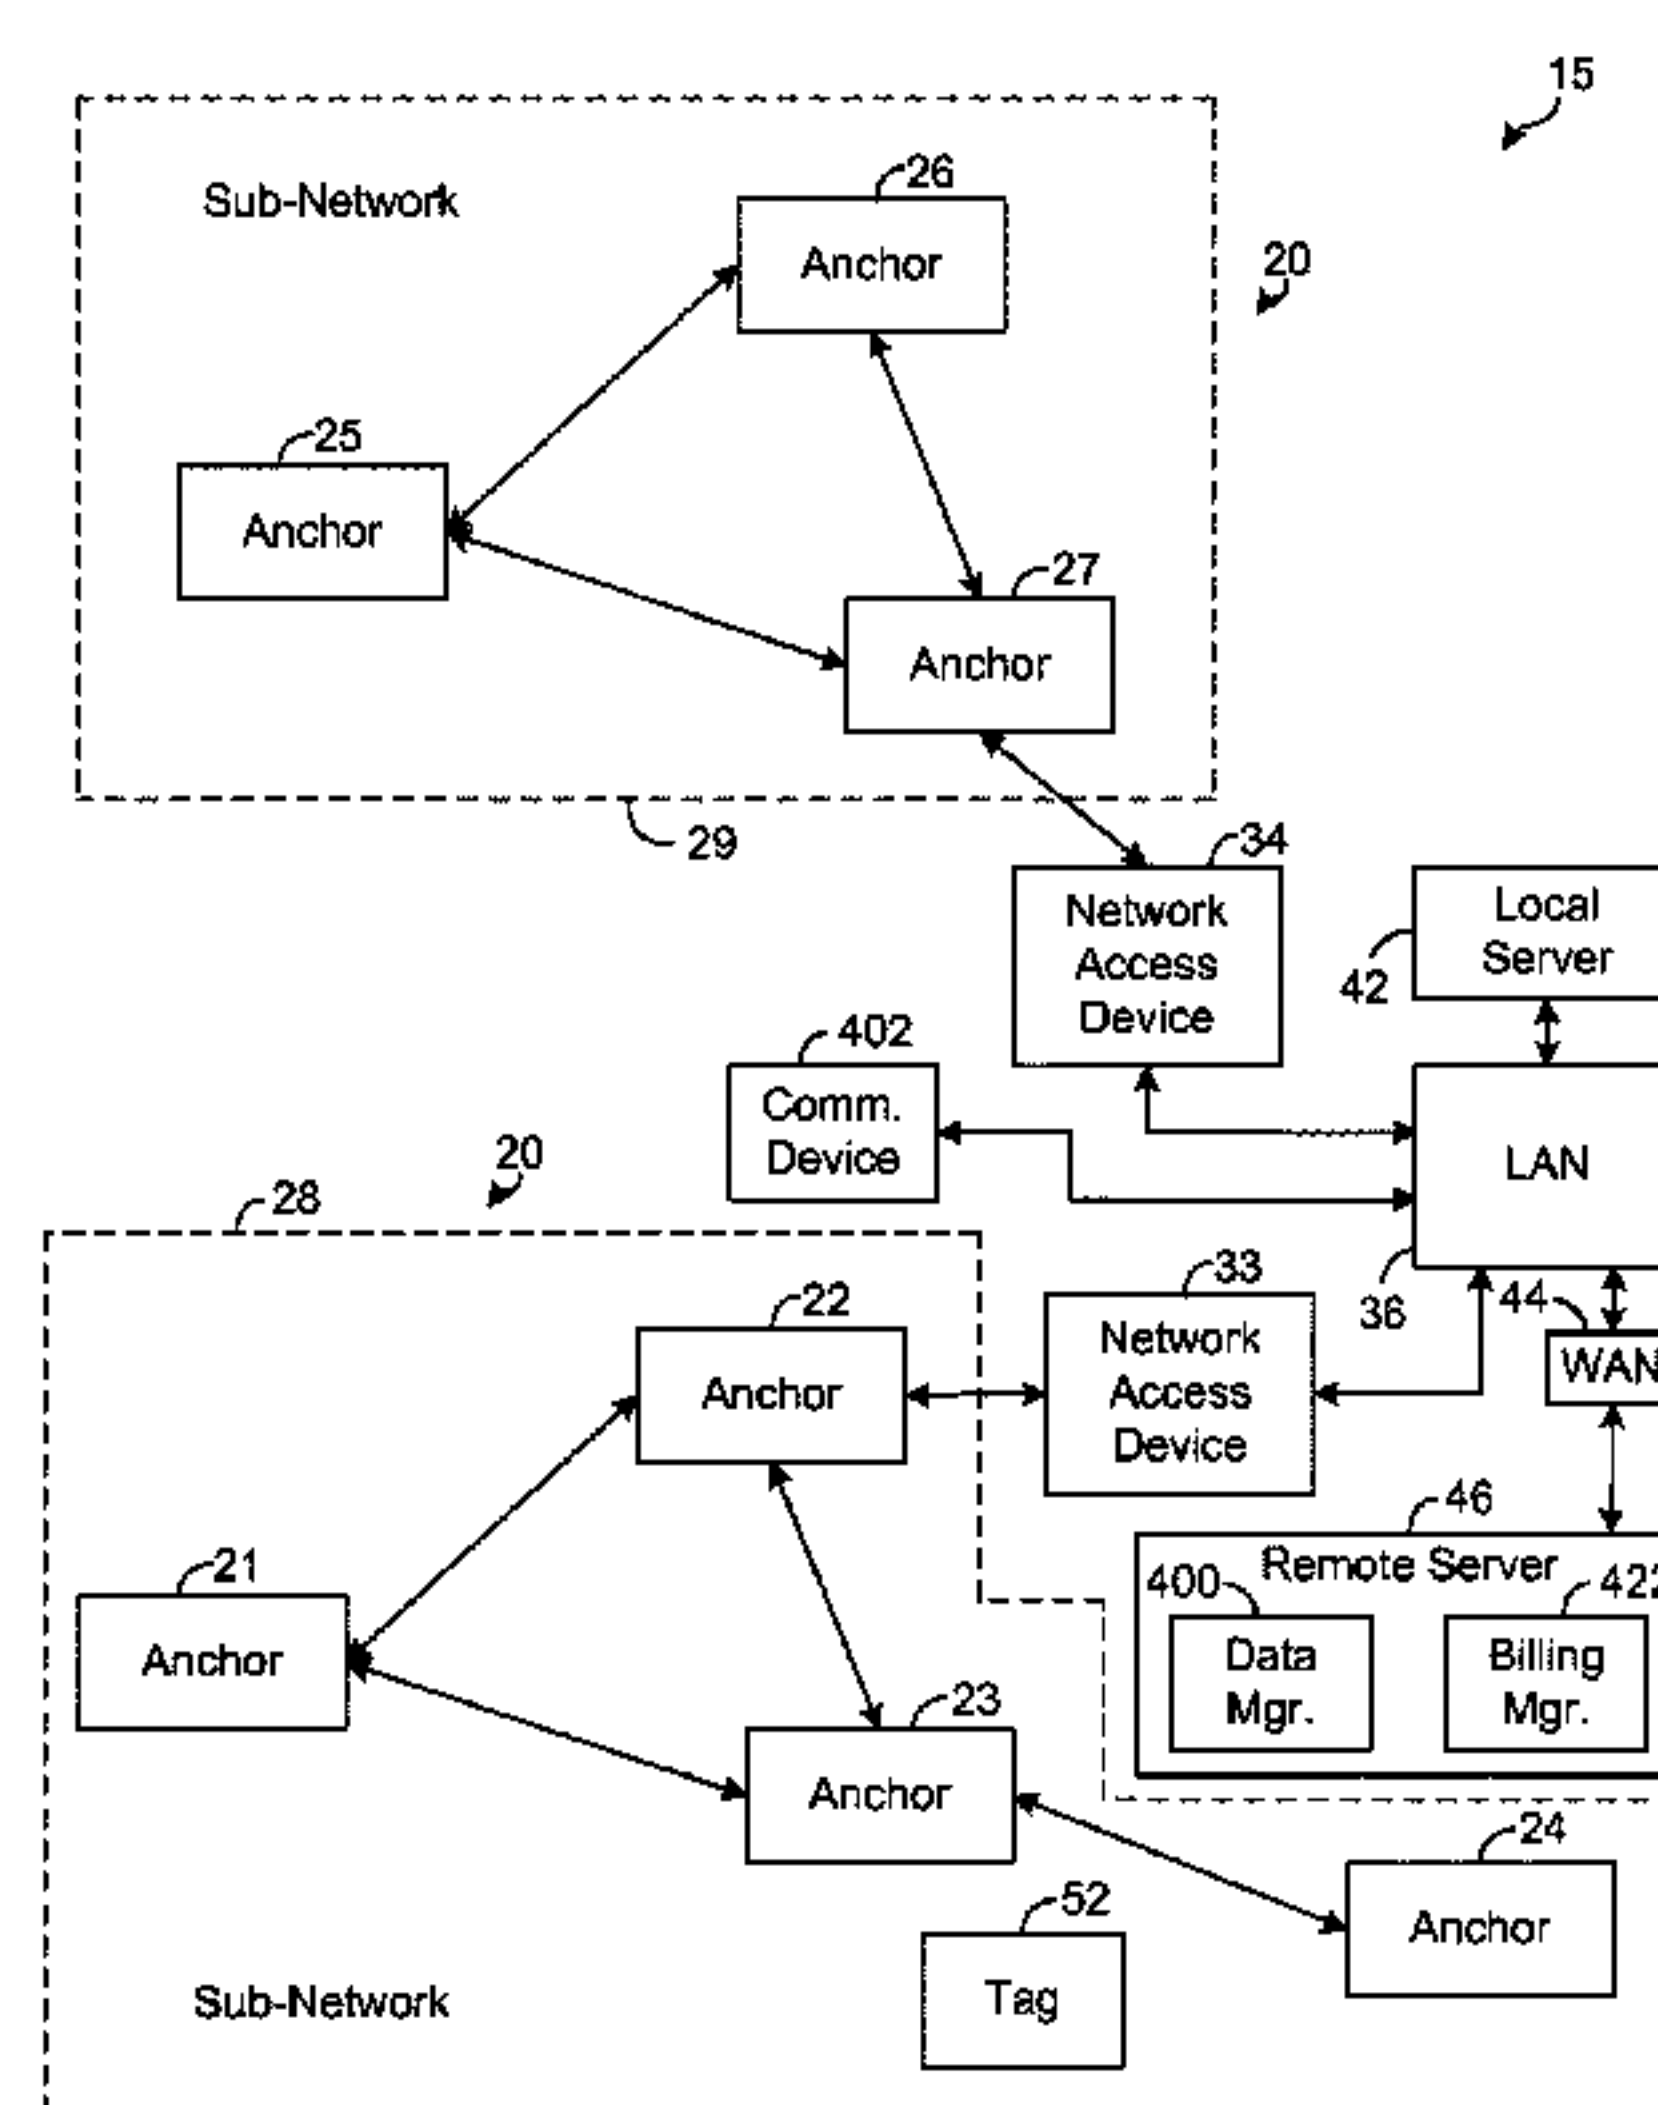 15
26
Sub-Network
Anchor
20
25
Anchor
27
Anchor
29
34
Network
Access
Device
Local
Server
42
402
Comm.
Device
LAN
20
28
33
36
44
22
Network
Access
Device
WAN
Anchor
46
Remote Server
400
422
21
Data
Mgr.
Billing
Mgr.
Anchor
23
Anchor
24
Anchor
52
Tag
Sub-Network